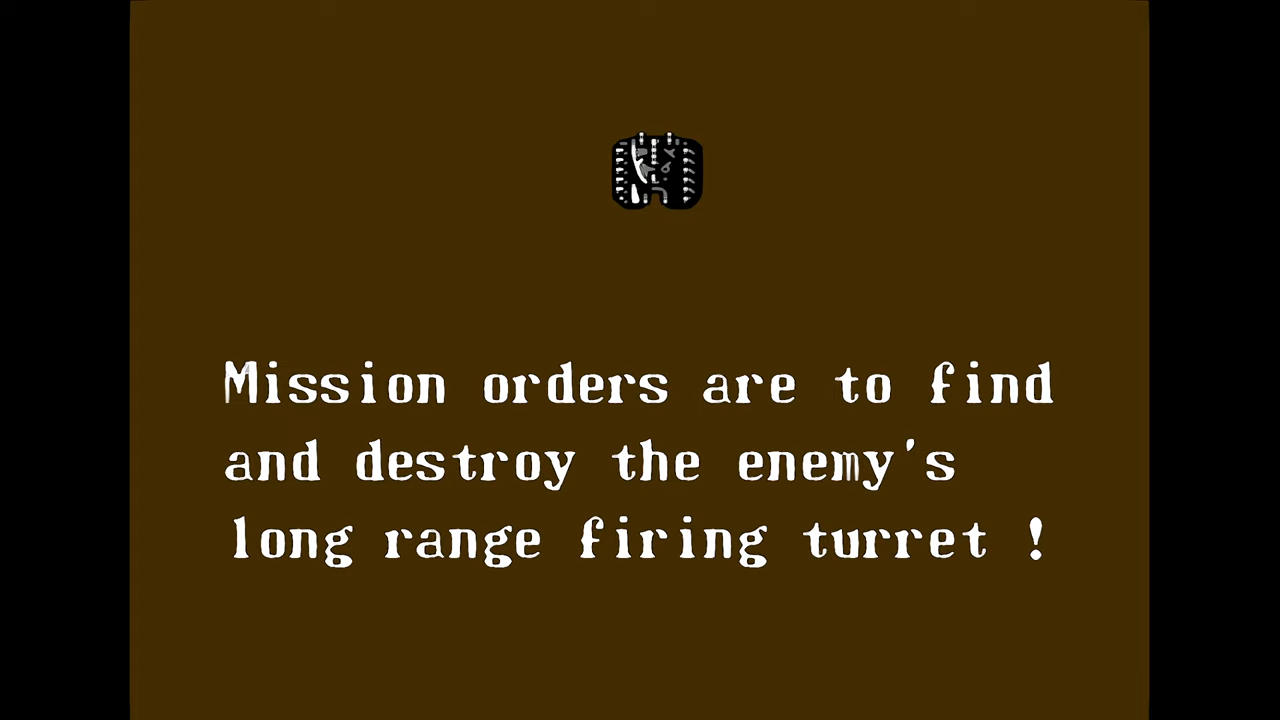 Mission orders are to find
and destroy the enemy's
long range firing turret !